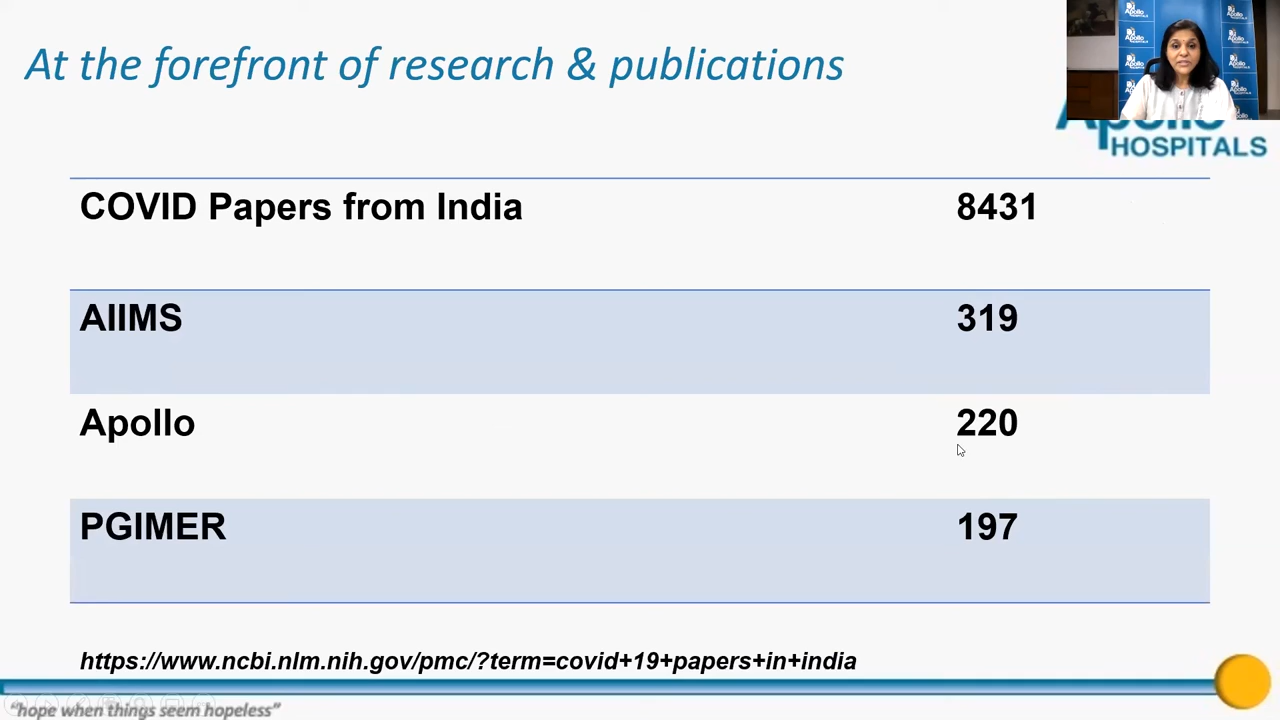 At the forefront of research & publications
Apollo
HOSPITALS
COVID Papers from India 8431
AIIMS 319
Apollo 220
PGIMER 197
https://www.ncbi.nlm.nih.gov/pmc/?term=covid+19+papers+in+india
"hope when things seem hopeless"